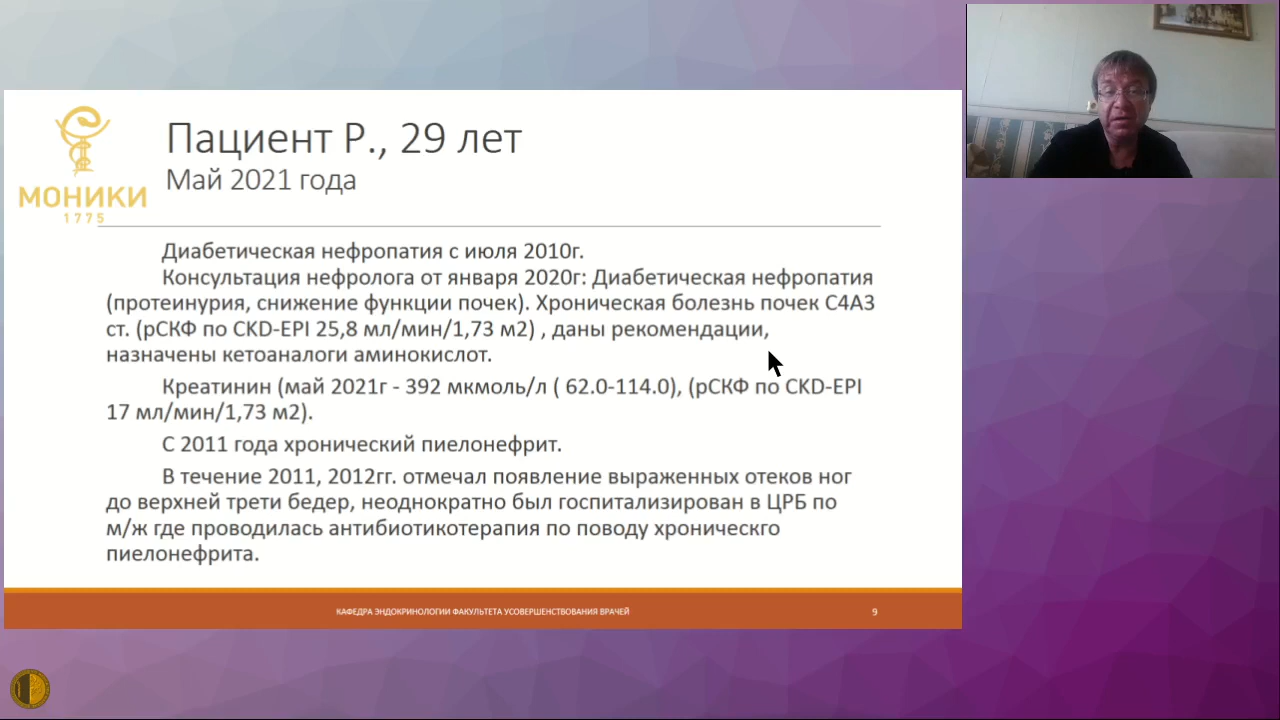 МОНИКИ
1775
Пациент Р., 29 лет
Май 2021 года
Диабетическая нефропатия с июля 2010г.
Консультация нефролога от января 2020г: Диабетическая нефропатия
(протеинурия, снижение функции почек). Хроническая болезнь почек С4А3
ст. (рСКФ по CKD-EPI 25,8 мл/мин/1,73 м2) , даны рекомендации,
назначены кетоаналоги аминокислот.
Креатинин (май 2021г - 392 мкмоль/л ( 62.0-114.0), (рСКФ по CKD-EPI
17 мл/мин/1,73 м2).
С 2011 года хронический пиелонефрит.
В течение 2011, 2012гг. отмечал появление выраженных отеков ног
до верхней трети бедер, неоднократно был госпитализирован в ЦРБ по
м/ж где проводилась антибиотикотерапия по поводу хроническго
пиелонефрита.
КАФЕДРА ЭНДОКРИНОЛОГИИ ФАКУЛЬТЕТА УСОВЕРШЕНСТВОВАНИЯ ВРАЧЕЙ
9